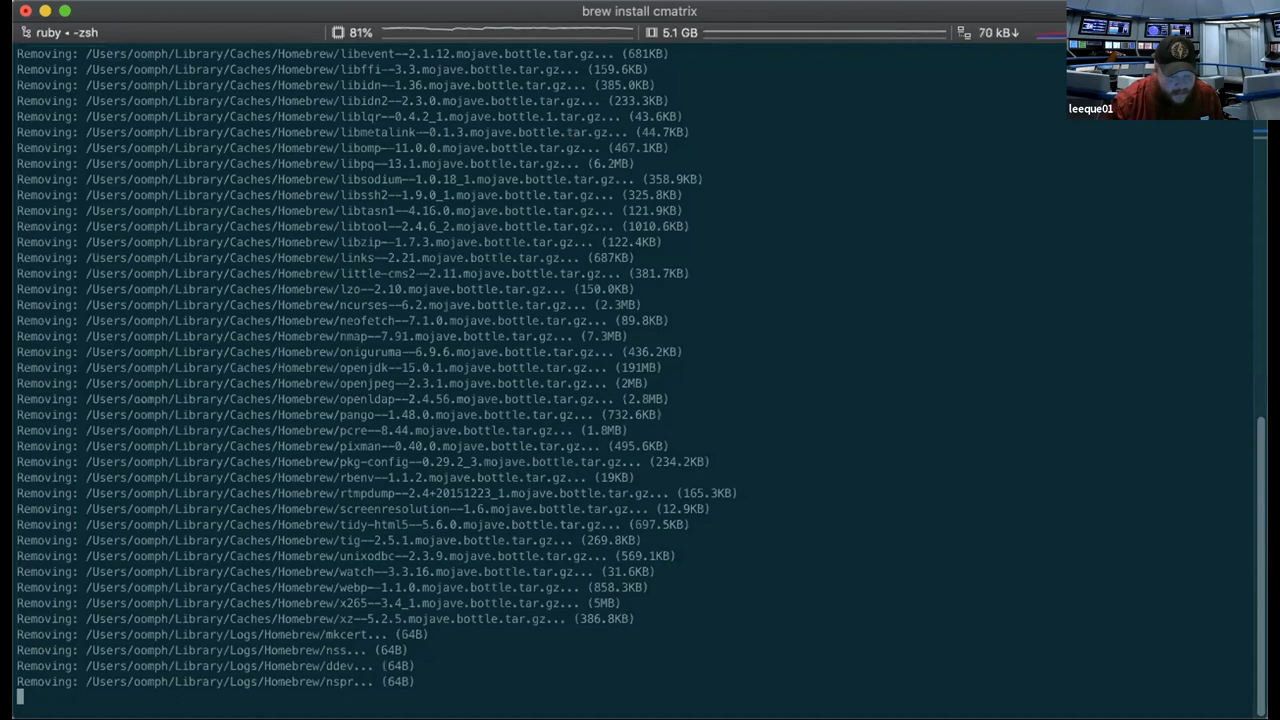 brew install cmatrix
ruby • -zsh
81%
5.1 GB
70 kB↓
leeque01
Removing: /Users/oomph/Library/Caches/Homebrew/libevent--2.1.12.mojave.bottle.tar.gz... (681KB)
Removing: /Users/oomph/Library/Caches/Homebrew/libffi--3.3.mojave.bottle.tar.gz... (159.6KB)
Removing: /Users/oomph/Library/Caches/Homebrew/libidn--1.36.mojave.bottle.tar.gz... (385.0KB)
Removing: /Users/oomph/Library/Caches/Homebrew/libidn2--2.3.0.mojave.bottle.tar.gz... (233.3KB)
Removing: /Users/oomph/Library/Caches/Homebrew/liblqr--0.4.2_1.mojave.bottle.1.tar.gz... (43.6KB)
Removing: /Users/oomph/Library/Caches/Homebrew/libmetalink--0.1.3.mojave.bottle.tar.gz... (44.7KB)
Removing: /Users/oomph/Library/Caches/Homebrew/libomp--11.0.0.mojave.bottle.tar.gz... (467.1KB)
Removing: /Users/oomph/Library/Caches/Homebrew/libpq--13.1.mojave.bottle.tar.gz... (6.2MB)
Removing: /Users/oomph/Library/Caches/Homebrew/libsodium--1.0.18_1.mojave.bottle.tar.gz... (358.9KB)
Removing: /Users/oomph/Library/Caches/Homebrew/libssh2--1.9.0_1.mojave.bottle.tar.gz... (325.8KB)
Removing: /Users/oomph/Library/Caches/Homebrew/libtasn1--4.16.0.mojave.bottle.tar.gz... (121.9KB)
Removing: /Users/oomph/Library/Caches/Homebrew/libtool--2.4.6_2.mojave.bottle.tar.gz... (1010.6KB)
Removing: /Users/oomph/Library/Caches/Homebrew/libzip--1.7.3.mojave.bottle.tar.gz... (122.4KB)
Removing: /Users/oomph/Library/Caches/Homebrew/links--2.21.mojave.bottle.tar.gz... (687KB)
Removing: /Users/oomph/Library/Caches/Homebrew/little-cms2--2.11.mojave.bottle.tar.gz... (381.7KB)
Removing: /Users/oomph/Library/Caches/Homebrew/lzo--2.10.mojave.bottle.tar.gz... (150.0KB)
Removing: /Users/oomph/Library/Caches/Homebrew/ncurses--6.2.mojave.bottle.tar.gz... (2.3MB)
Removing: /Users/oomph/Library/Caches/Homebrew/neofetch--7.1.0.mojave.bottle.tar.gz... (89.8KB)
Removing: /Users/oomph/Library/Caches/Homebrew/nmap--7.91.mojave.bottle.tar.gz... (7.3MB)
Removing: /Users/oomph/Library/Caches/Homebrew/oniguruma--6.9.6.mojave.bottle.tar.gz... (436.2KB)
Removing: /Users/oomph/Library/Caches/Homebrew/openjdk--15.0.1.mojave.bottle.tar.gz... (191MB)
Removing: /Users/oomph/Library/Caches/Homebrew/openjpeg--2.3.1.mojave.bottle.tar.gz... (2MB)
Removing: /Users/oomph/Library/Caches/Homebrew/openldap--2.4.56.mojave.bottle.tar.gz... (2.8MB)
Removing: /Users/oomph/Library/Caches/Homebrew/pango--1.48.0.mojave.bottle.tar.gz... (732.6KB)
Removing: /Users/oomph/Library/Caches/Homebrew/pcre--8.44.mojave.bottle.tar.gz... (1.8MB)
Removing: /Users/oomph/Library/Caches/Homebrew/pixman--0.40.0.mojave.bottle.tar.gz... (495.6KB)
Removing: /Users/oomph/Library/Caches/Homebrew/pkg-config--0.29.2_3.mojave.bottle.tar.gz... (234.2KB)
Removing: /Users/oomph/Library/Caches/Homebrew/rbenv--1.1.2.mojave.bottle.tar.gz... (19KB)
Removing: /Users/oomph/Library/Caches/Homebrew/rtmpdump--2.4+20151223_1.mojave.bottle.tar.gz... (165.3KB)
Removing: /Users/oomph/Library/Caches/Homebrew/screenresolution--1.6.mojave.bottle.tar.gz... (12.9KB)
Removing: /Users/oomph/Library/Caches/Homebrew/tidy-html5--5.6.0.mojave.bottle.tar.gz... (697.5KB)
Removing: /Users/oomph/Library/Caches/Homebrew/tig--2.5.1.mojave.bottle.tar.gz... (269.8KB)
Removing: /Users/oomph/Library/Caches/Homebrew/unixodbc--2.3.9.mojave.bottle.tar.gz... (569.1KB)
Removing: /Users/oomph/Library/Caches/Homebrew/watch--3.3.16.mojave.bottle.tar.gz... (31.6KB)
Removing: /Users/oomph/Library/Caches/Homebrew/webp--1.1.0.mojave.bottle.tar.gz... (858.3KB)
Removing: /Users/oomph/Library/Caches/Homebrew/x265--3.4_1.mojave.bottle.tar.gz... (5MB)
Removing: /Users/oomph/Library/Caches/Homebrew/xz--5.2.5.mojave.bottle.tar.gz... (386.8KB)
Removing: /Users/oomph/Library/Logs/Homebrew/mkcert... (64B)
Removing: /Users/oomph/Library/Logs/Homebrew/nss... (64B)
Removing: /Users/oomph/Library/Logs/Homebrew/ddev... (64B)
Removing: /Users/oomph/Library/Logs/Homebrew/nspr... (64B)